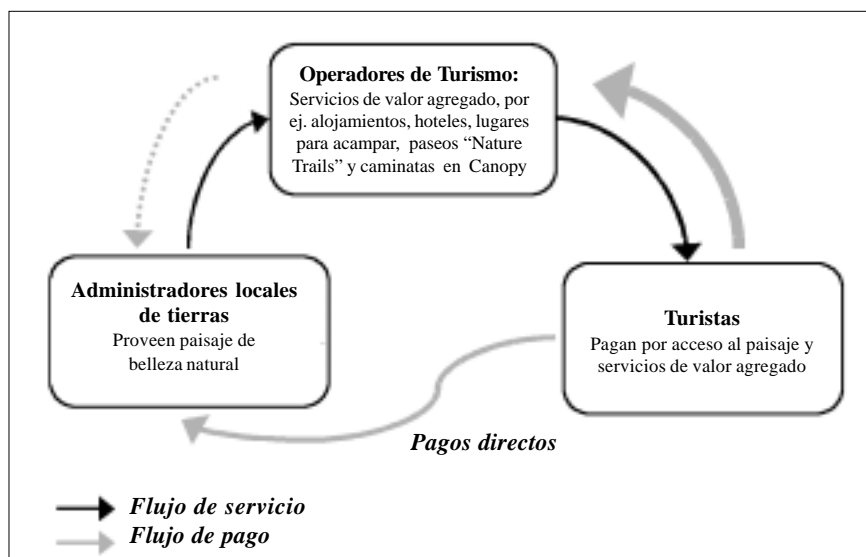 Operadores de Turismo:
Servicios de valor agregado, por
ej. alojamientos, hoteles, lugares
para acampar, paseos “Nature
Trails” y caminatas en Canopy
Administradores locales
de tierras
Proveen paisaje de
belleza natural
Turistas
Pagan por acceso al paisaje y
servicios de valor agregado
Pagos directos
Flujo de servicio
Flujo de pago